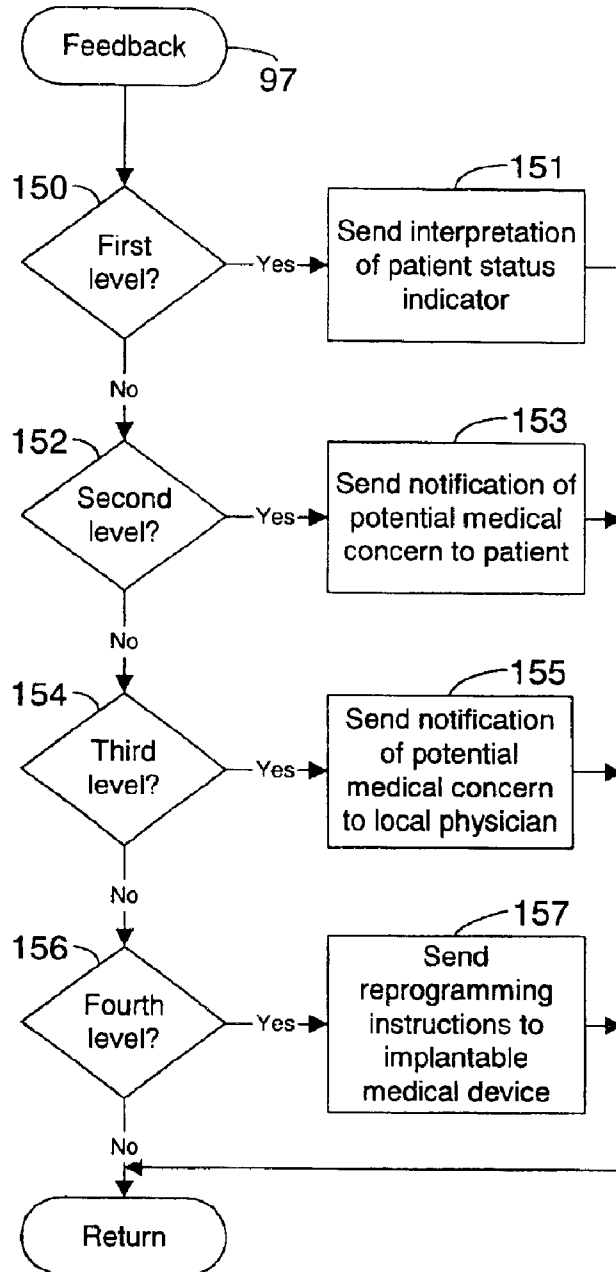 Feedback
97
150
151
First
level?
Yes
Send interpretation
of patient status
indicator
No
152
153
Second
level?
Yes
Send notification of
potential medical
concern to patient
No
154
155
Third
level?
Yes
Send notification
of potential
medical concern
to local physician
No
156
157
Fourth
level?
Yes
Send
reprogramming
instructions to
implantable
medical device
No
Return